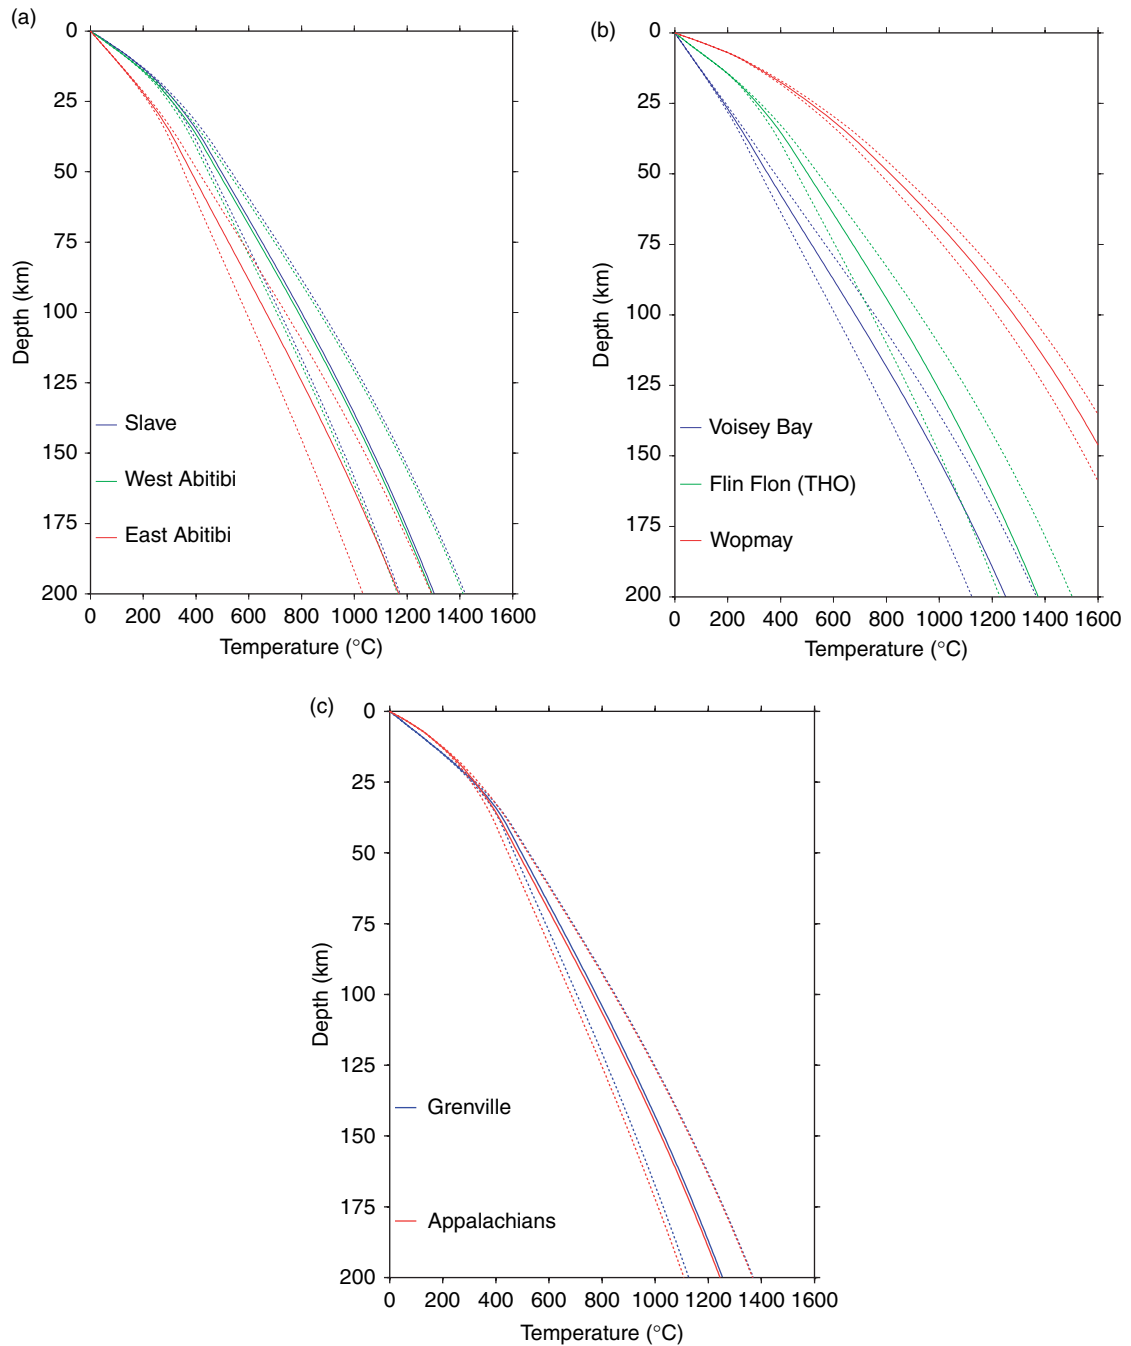 (a)
0
25
50
75
100
125
150
175
200
Depth (km)
Slave
West Abitibi
East Abitibi
0 200 400 600 800 1000 1200 1400 1600
Temperature (°C)
(b)
0
25
50
75
100
125
150
175
200
Depth (km)
Voisey Bay
Flin Flon (THO)
Wopmay
0 200 400 600 800 1000 1200 1400 1600
Temperature (°C)
(c)
0
25
50
75
100
125
150
175
200
Depth (km)
Grenville
Appalachians
0 200 400 600 800 1000 1200 1400 1600
Temperature (°C)